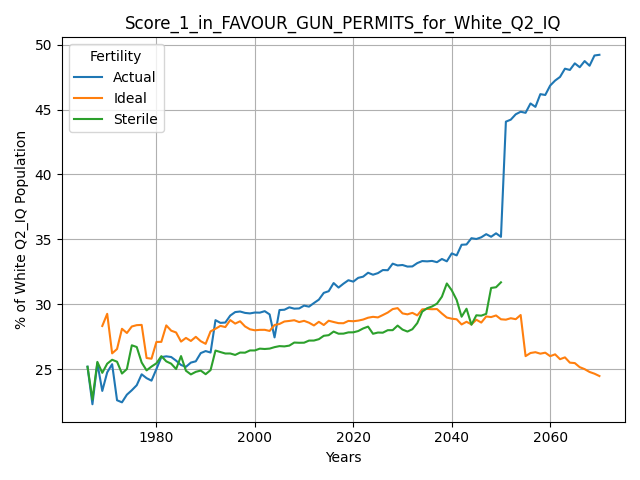 Score_1_in_FAVOUR_GUN_PERMITS_for_White_Q2_IQ
% of White Q2_IQ Population
50
45
40
35
30
25
Fertility
Actual
Ideal
Sterile
1980 2000 2020 2040 2060
Years